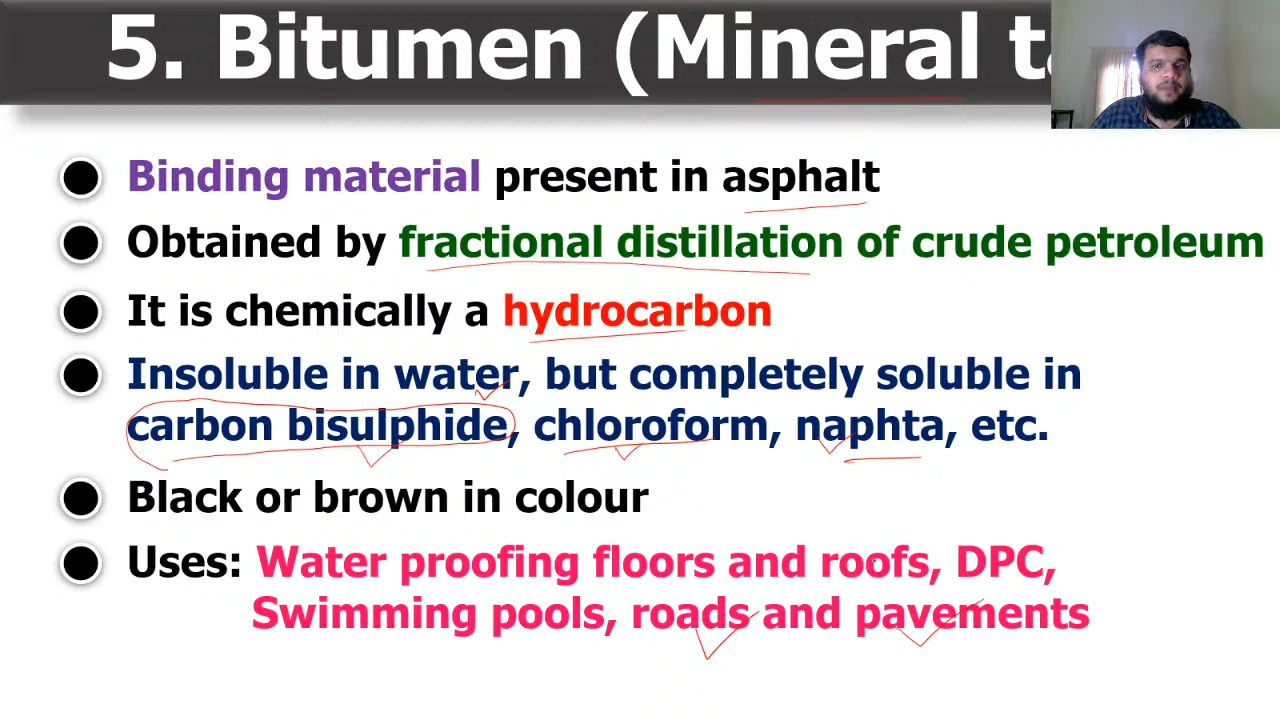 5. Bitumen (Mineral
Binding material present in asphalt
Obtained by fractional distillation of crude petroleum
It is chemically a hydrocarbon
Insoluble in water, but completely soluble in
carbon bisulphide, chloroform, naphta, etc.
Black or brown in colour
Uses: Water proofing floors and roofs, DPC,
Swimming pools, roads and pavements